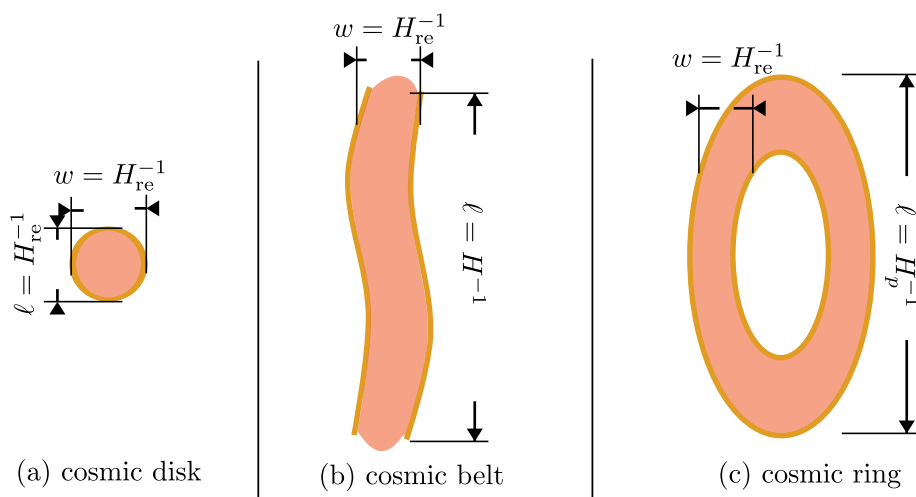 w = H_re^{-1}
ℓ = H_re^{-1}
(a) cosmic disk
w = H_re^{-1}
ℓ = H^{-1}
(b) cosmic belt
w = H_re^{-1}
ℓ = H_p^{-1}
(c) cosmic ring